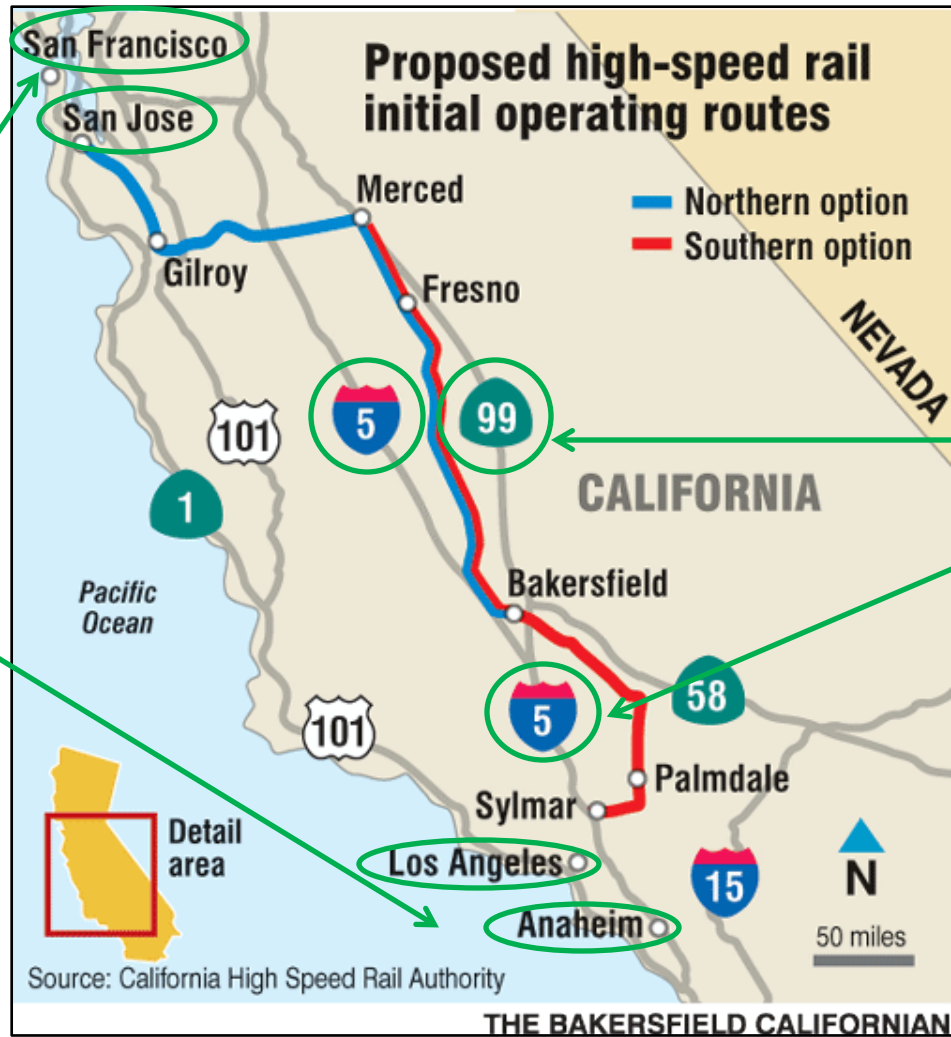 San Francisco
San Jose
Proposed high-speed rail
initial operating routes
Merced
Northern option
Southern option
Gilroy
Fresno
NEVADA
101
5
99
CALIFORNIA
1
Pacific
Ocean
Bakersfield
101
5
58
Palmdale
Sylmar
Detail
area
Los Angeles
15
N
Anaheim
50 miles
Source: California High Speed Rail Authority
THE BAKERSFIELD CALIFORNIAN